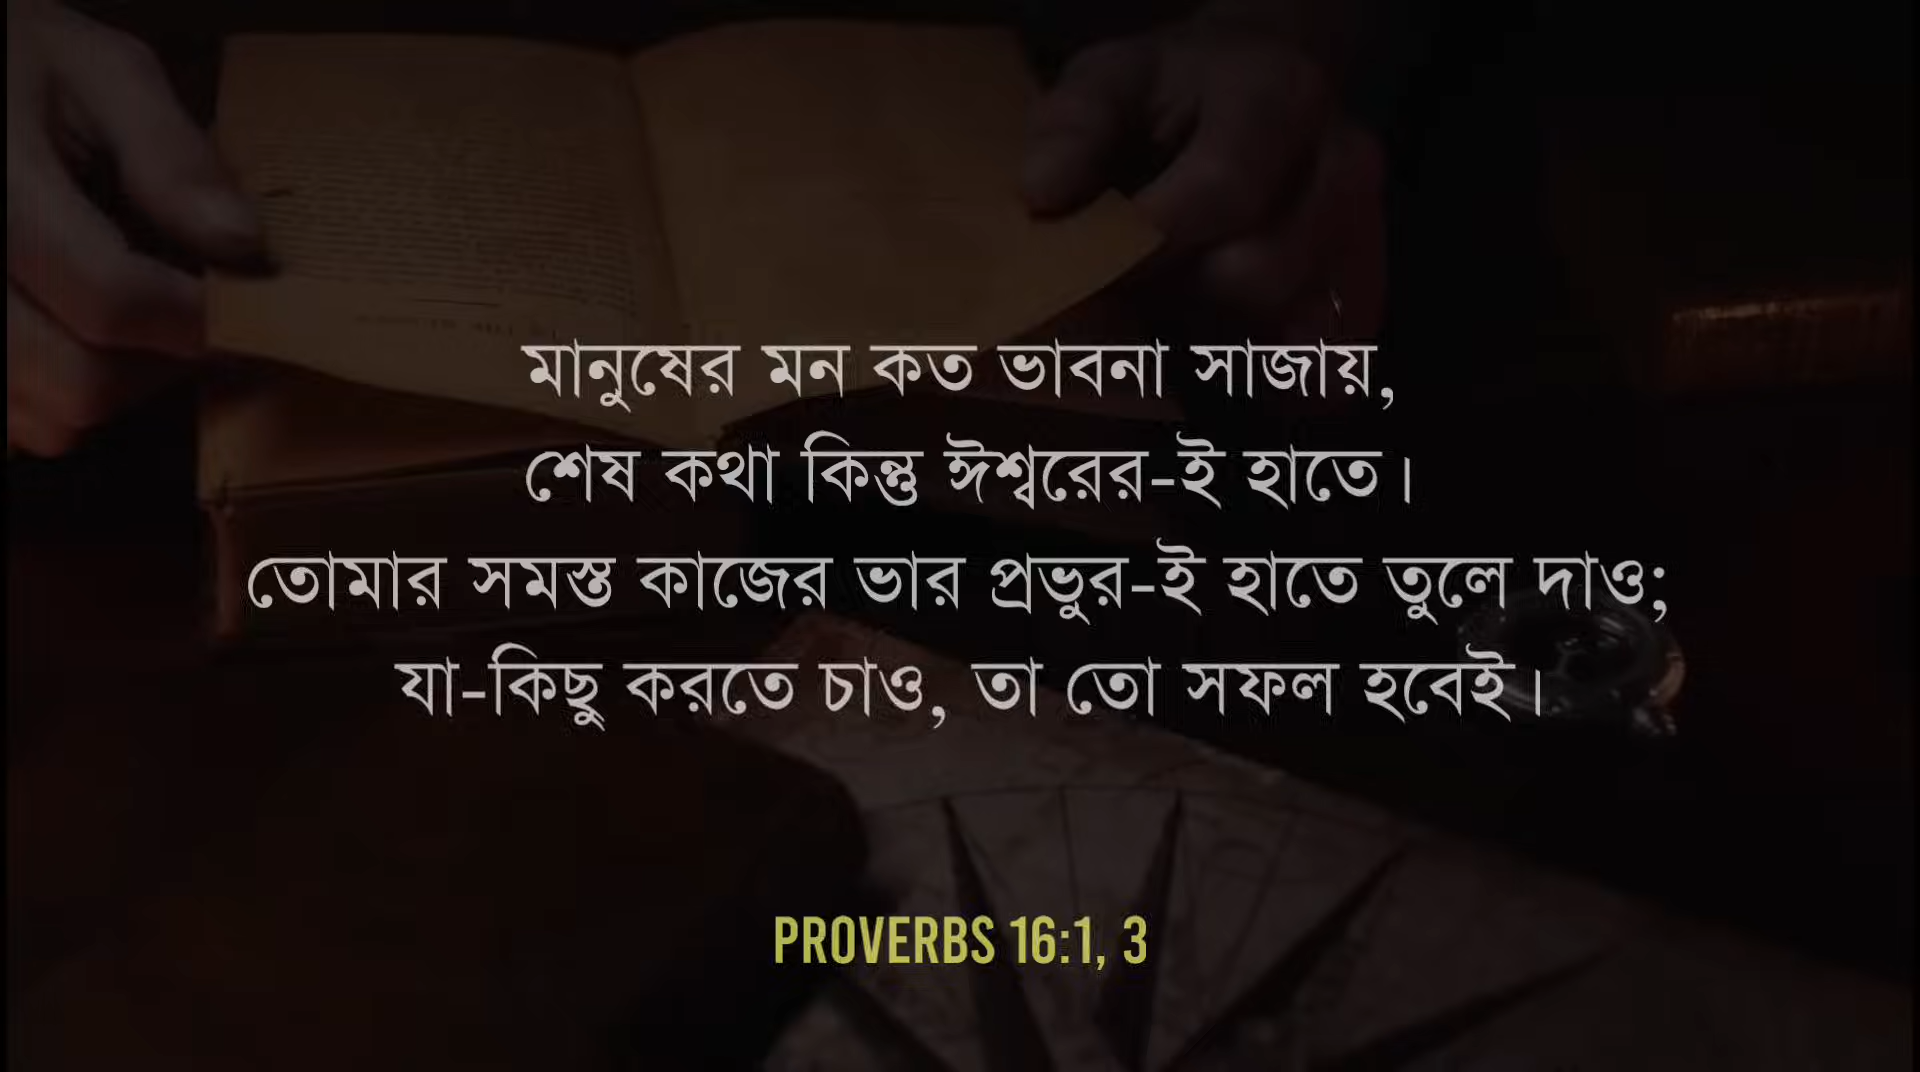 মানুষের মন কত ভাবনা সাজায়,
শেষ কথা কিন্তু ঈশ্বরের-ই হাতে।
তোমার সমস্ত কাজের ভার প্রভুর-ই হাতে তুলে দাও;
যা-কিছু করতে চাও, তা তো সফল হবেই।
PROVERBS 16:1, 3